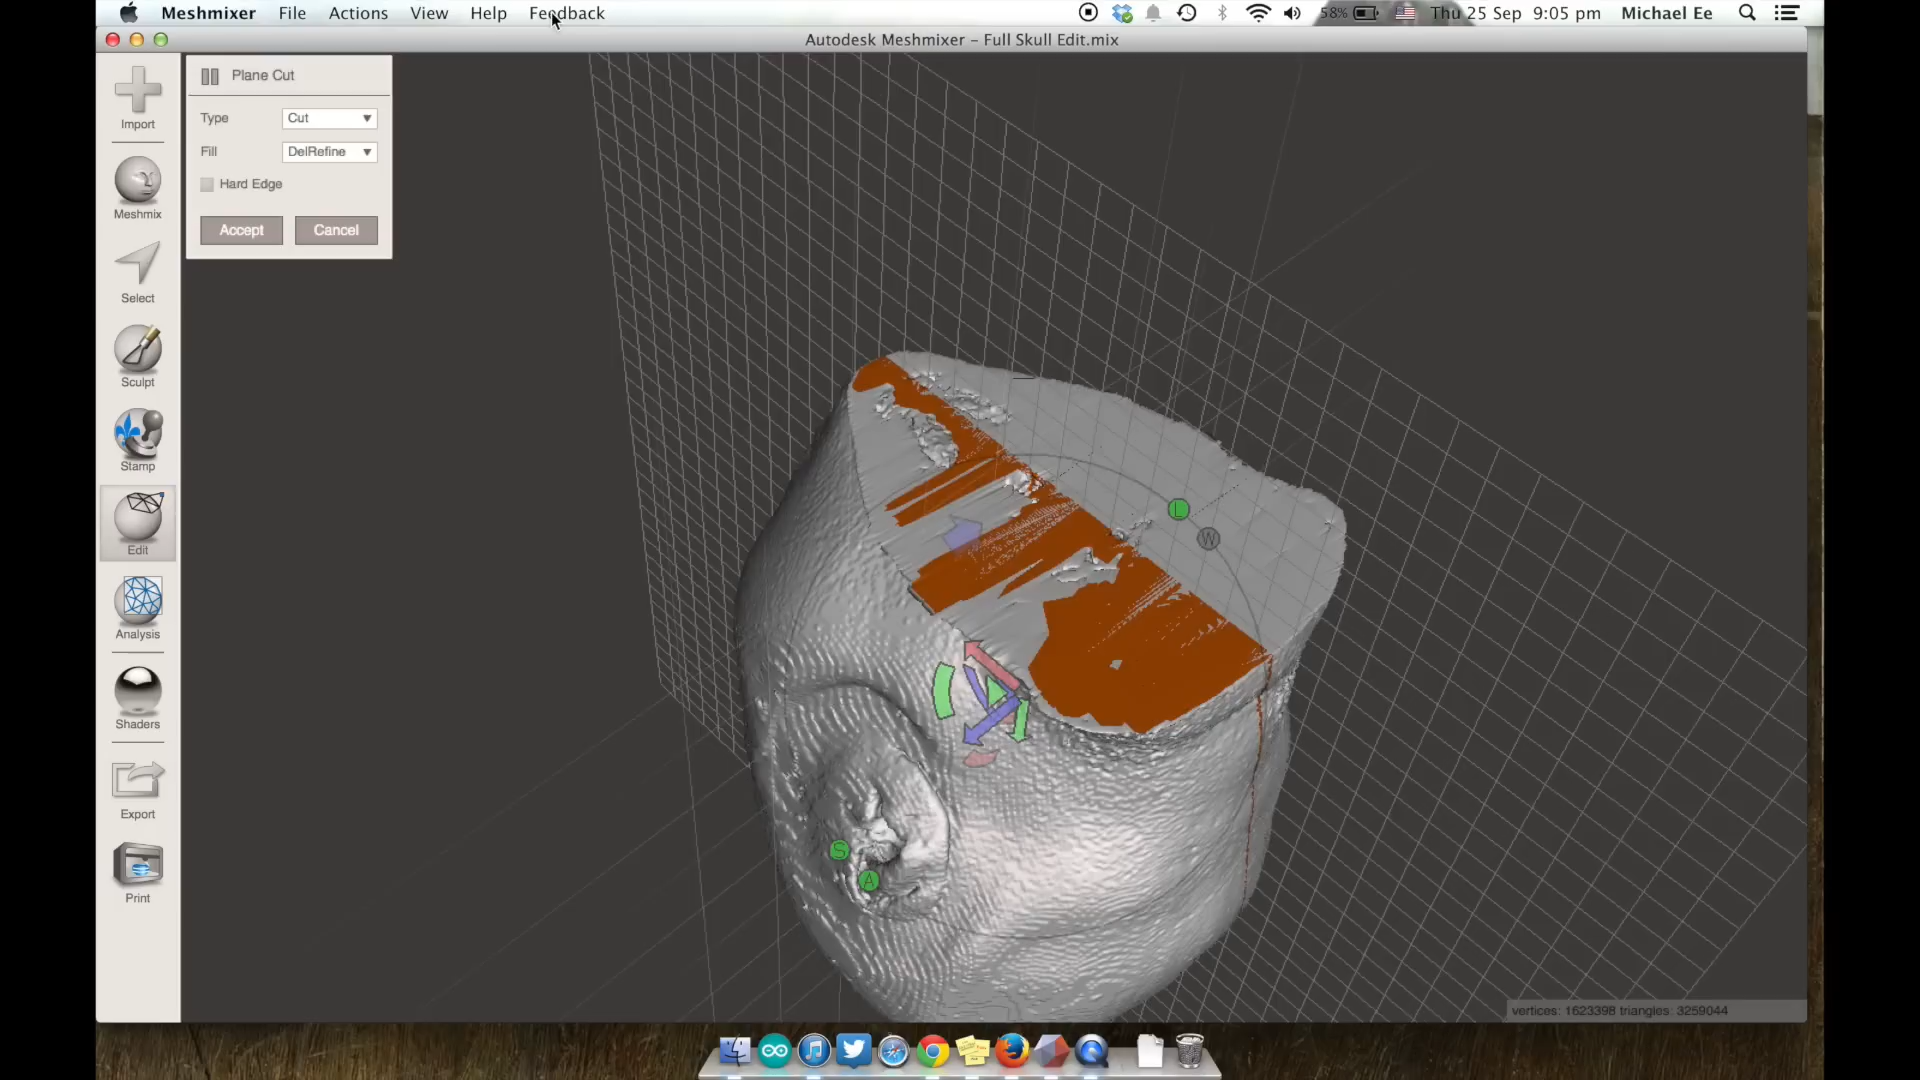 Meshmixer File Actions View Help Feedback 58% Thu 25 Sep 9:05 pm Michael Ee
Autodesk Meshmixer – Full Skull Edit.mix
Import
Meshmix
Select
Sculpt
Stamp
Edit
Analysis
Shaders
Export
Print
Plane Cut
Type Cut
Fill DelRefine
Hard Edge
Accept Cancel
L
W
S
A
vertices: 1623398 triangles: 3259044